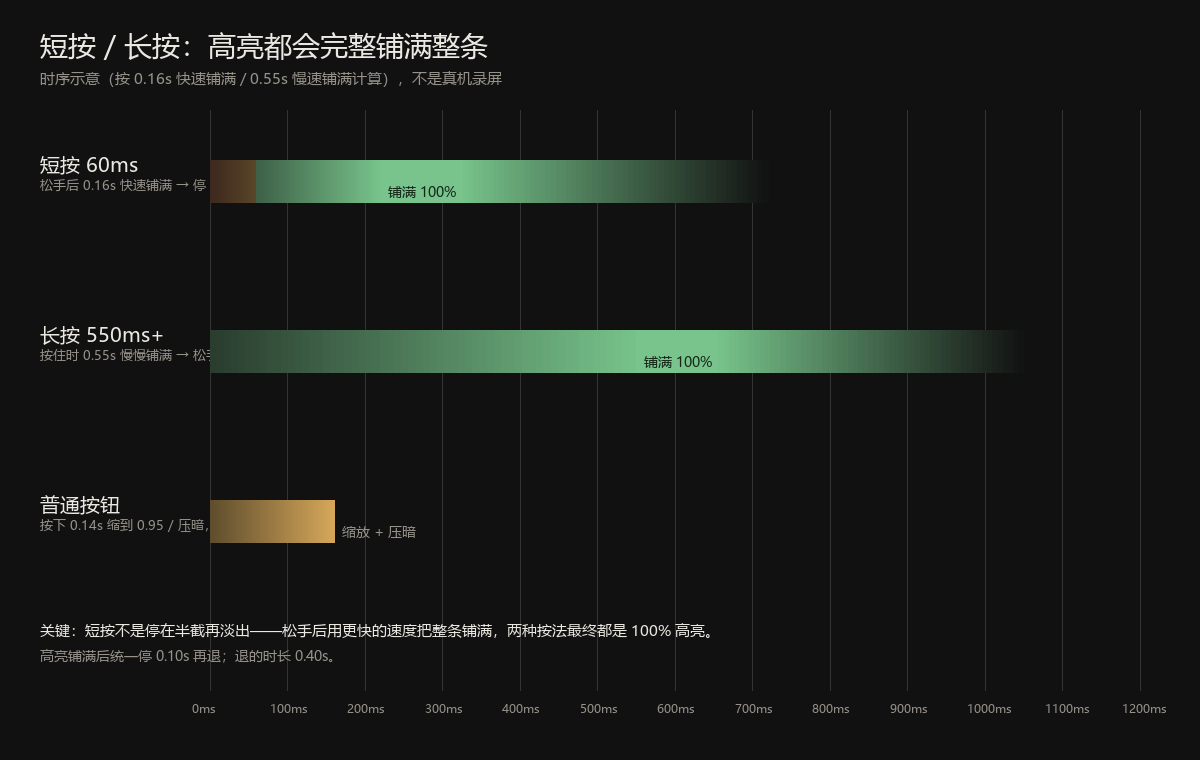 短按 / 长按：高亮都会完整铺满整条
时序示意（按 0.16s 快速铺满 / 0.55s 慢速铺满计算），不是真机录屏
短按 60ms
松手后 0.16s 快速铺满 → 停
铺满 100%
长按 550ms+
按住时 0.55s 慢慢铺满 → 松
铺满 100%
普通按钮
按下 0.14s 缩到 0.95 / 压暗，
缩放 + 压暗
关键：短按不是停在半截再淡出——松手后用更快的速度把整条铺满，两种按法最终都是 100% 高亮。
高亮铺满后统一停 0.10s 再退；退的时长 0.40s。
0ms 100ms 200ms 300ms 400ms 500ms 600ms 700ms 800ms 900ms 1000ms 1100ms 1200ms